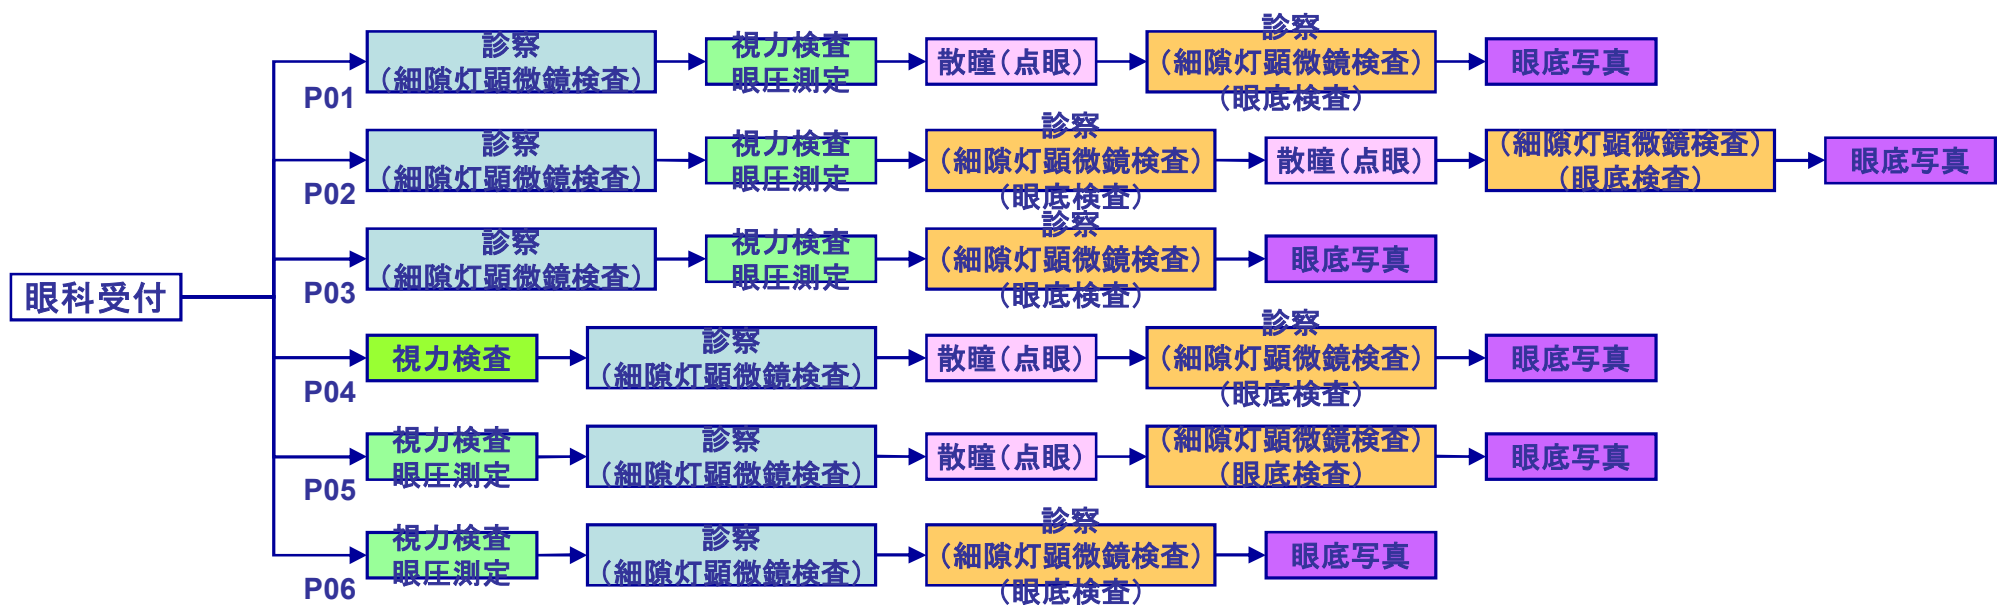 眼科受付
P01
診察
(細隙灯顕微鏡検査)
視力検査
眼圧測定
散瞳(点眼)
診察
(細隙灯顕微鏡検査)
(眼底検査)
眼底写真
P02
診察
(細隙灯顕微鏡検査)
視力検査
眼圧測定
診察
(細隙灯顕微鏡検査)
(眼底検査)
散瞳(点眼)
(細隙灯顕微鏡検査)
(眼底検査)
眼底写真
P03
診察
(細隙灯顕微鏡検査)
視力検査
眼圧測定
診察
(細隙灯顕微鏡検査)
(眼底検査)
眼底写真
P04
視力検査
診察
(細隙灯顕微鏡検査)
散瞳(点眼)
診察
(細隙灯顕微鏡検査)
(眼底検査)
眼底写真
P05
視力検査
眼圧測定
診察
(細隙灯顕微鏡検査)
散瞳(点眼)
(細隙灯顕微鏡検査)
(眼底検査)
眼底写真
P06
視力検査
眼圧測定
診察
(細隙灯顕微鏡検査)
診察
(細隙灯顕微鏡検査)
(眼底検査)
眼底写真